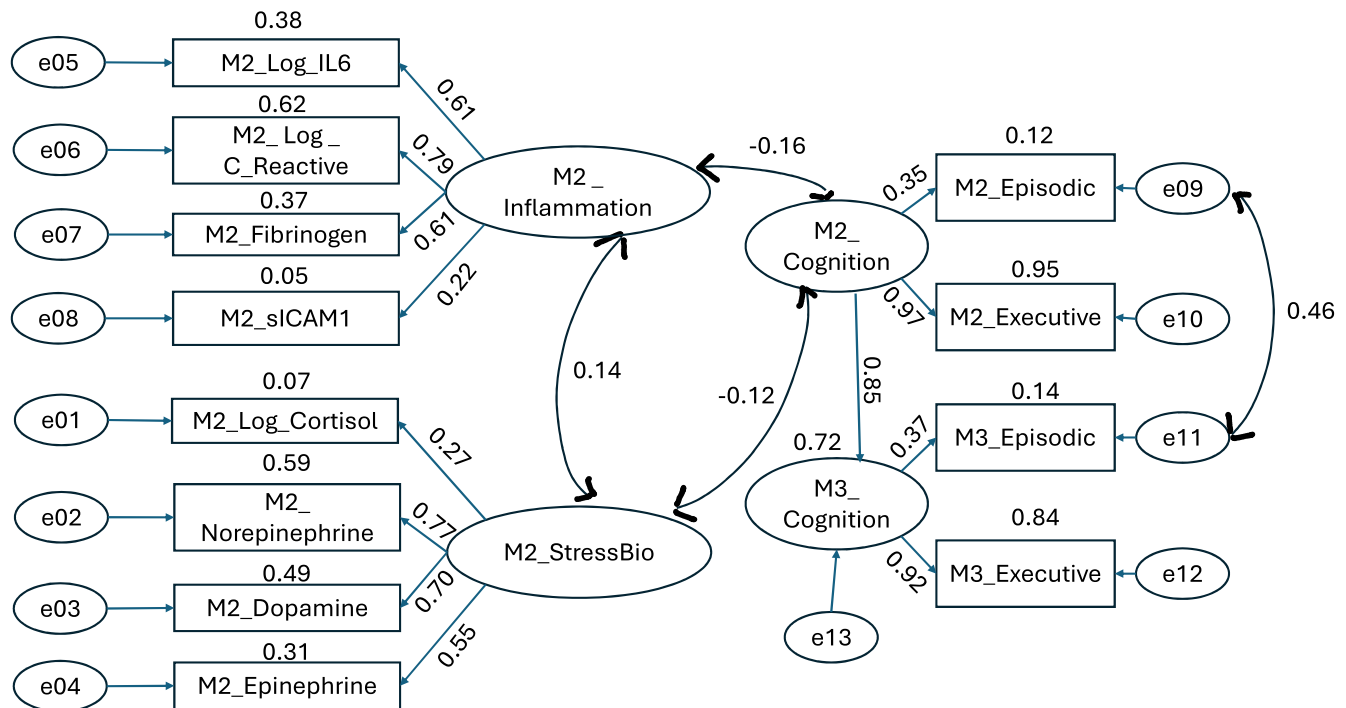 0.38
e05
M2_Log_IL6
0.61
0.62
e06
M2_ Log _
C_Reactive
0.79
0.37
e07
M2_Fibrinogen
0.61
0.05
e08
M2_sICAM1
0.22
M2 _
Inflammation
-0.16
0.14
-0.12
0.07
e01
M2_Log_Cortisol
0.27
0.59
e02
M2_
Norepinephrine
0.77
0.49
e03
M2_Dopamine
0.70
0.31
e04
M2_Epinephrine
0.55
M2_StressBio
M2_
Cognition
0.35
0.12
M2_Episodic
e09
0.97
0.95
M2_Executive
e10
0.46
0.85
0.72
M3_
Cognition
e13
0.37
0.14
M3_Episodic
e11
0.92
0.84
M3_Executive
e12